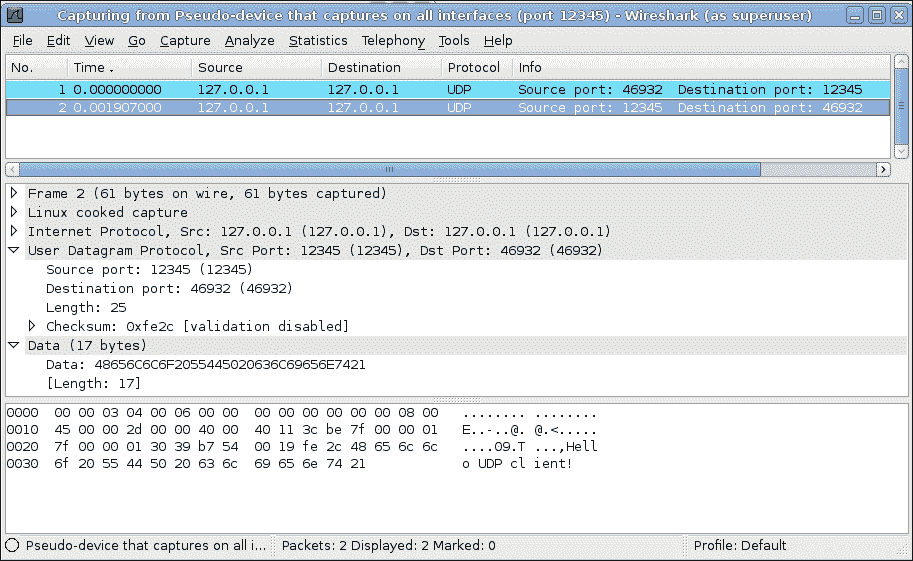 Capturing from Pseudo-device that captures on all interfaces (port 12345) - Wireshark (as superuser)
File Edit View Go Capture Analyze Statistics Telephony Tools Help
No. Time . Source Destination Protocol Info
1 0.000000000 127.0.0.1 127.0.0.1 UDP Source port: 46932 Destination port: 12345
2 0.001907000 127.0.0.1 127.0.0.1 UDP Source port: 12345 Destination port: 46932
Frame 2 (61 bytes on wire, 61 bytes captured)
Linux cooked capture
Internet Protocol, Src: 127.0.0.1 (127.0.0.1), Dst: 127.0.0.1 (127.0.0.1)
User Datagram Protocol, Src Port: 12345 (12345), Dst Port: 46932 (46932)
Source port: 12345 (12345)
Destination port: 46932 (46932)
Length: 25
Checksum: 0xfe2c [validation disabled]
Data (17 bytes)
Data: 48656C6C6F2055445020636C69656E7421
[Length: 17]
0000 00 00 03 04 00 06 00 00 00 00 00 00 00 00 08 00 ........ ........
0010 45 00 00 2d 00 00 40 00 40 11 3c be 7f 00 00 01 E..-..@. @.<.....
0020 7f 00 00 01 30 39 b7 54 00 19 fe 2c 48 65 6c 6c ....09.T ...,Hell
0030 6f 20 55 44 50 20 63 6c 69 65 6e 74 21 o UDP cl ient!
Pseudo-device that captures on all i... Packets: 2 Displayed: 2 Marked: 0 Profile: Default